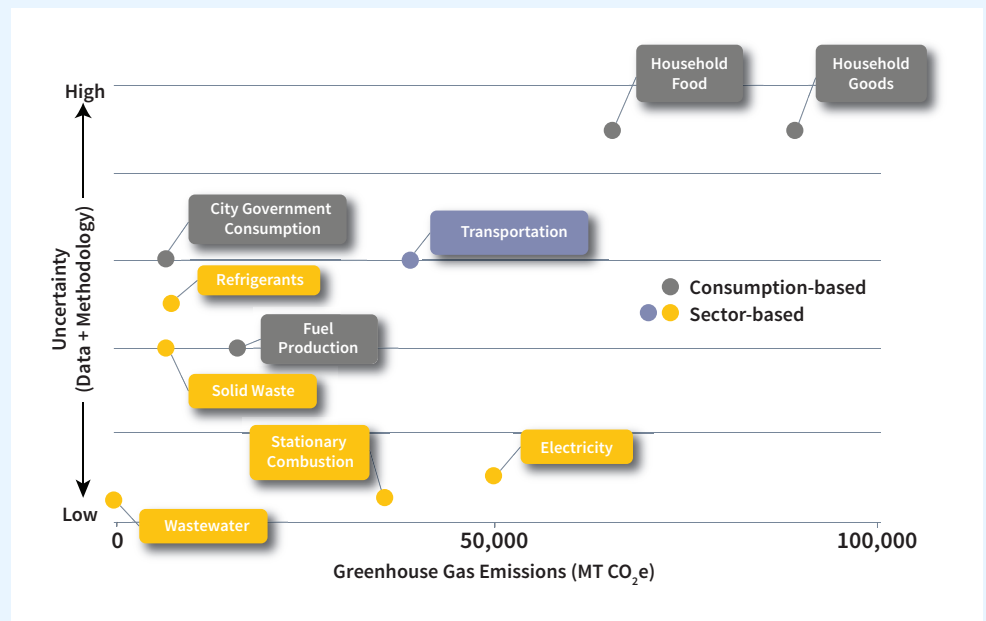 Household
Food
Household
Goods
High
City Government
Consumption
Transportation
Refrigerants
Consumption-based
Sector-based
Uncertainty
(Data + Methodology)
Fuel
Production
Solid Waste
Stationary
Combustion
Electricity
Low
Wastewater
0
50,000
100,000
Greenhouse Gas Emissions (MT CO₂e)